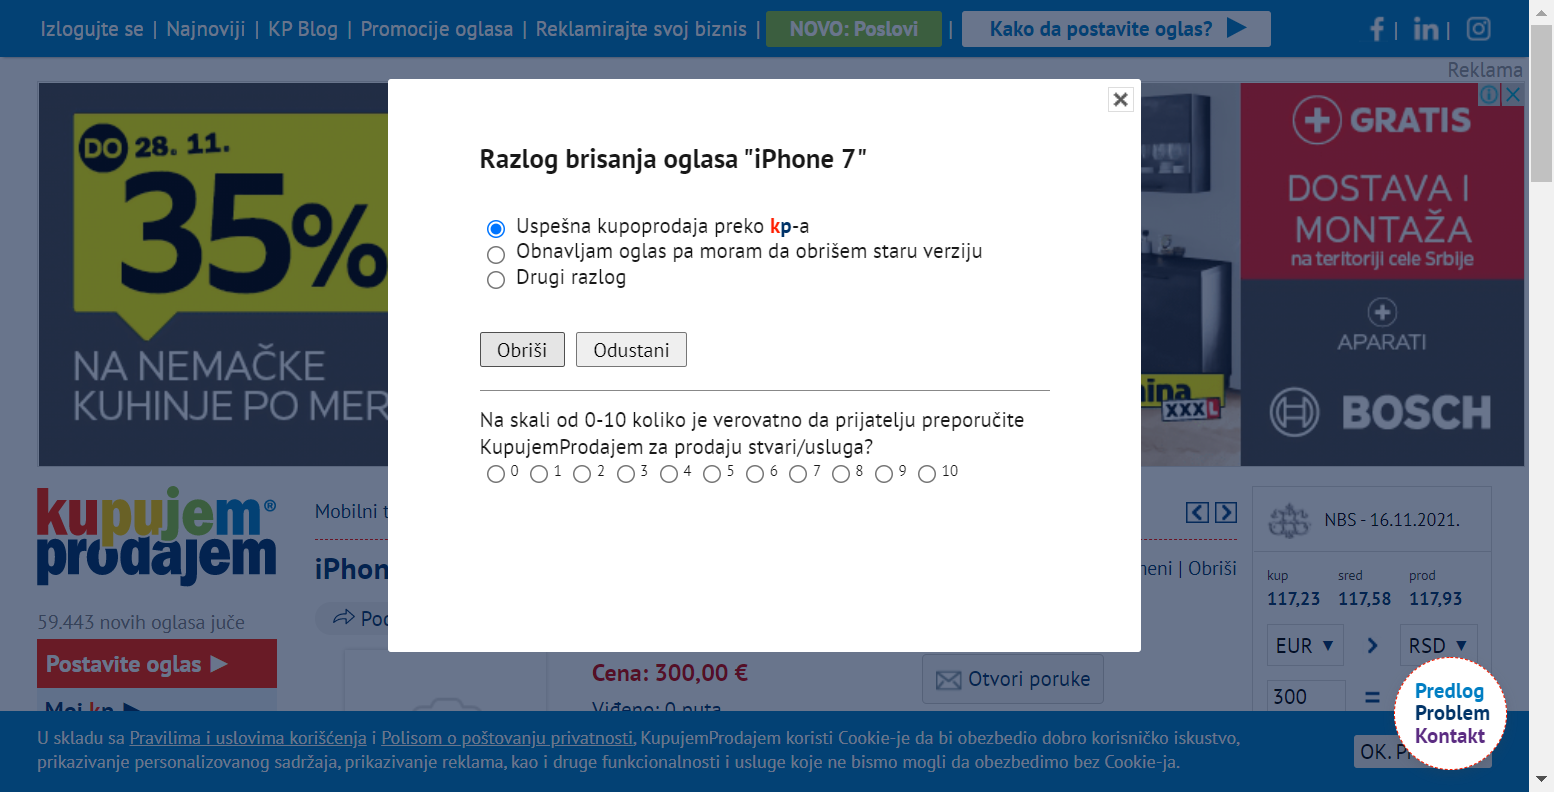 Izlogujte se | Najnoviji | KP Blog | Promocije oglasa | Reklamirajte svoj biznis | NOVO: Poslovi | Kako da postavite oglas?
Reklama
DO 28. 11.
35%
NA NEMAČKE
KUHINJE PO MER
XXXL
GRATIS
DOSTAVA I
MONTAŽA
na teritoriji cele Srbije
APARATI
BOSCH
Razlog brisanja oglasa "iPhone 7"
Uspešna kupoprodaja preko kp-a
Obnavljam oglas pa moram da obrišem staru verziju
Drugi razlog
Obriši Odustani
Na skali od 0-10 koliko je verovatno da prijatelju preporučite
KupujemProdajem za prodaju stvari/usluga?
0 1 2 3 4 5 6 7 8 9 10
kupujem®
prodajem
59.443 novih oglasa juče
Postavite oglas
Moj kp
Mobilni t
iPhon
| Obriši
Cena: 300,00 €
Viđeno: 0 puta
Otvori poruke
NBS - 16.11.2021.
kup sred prod
117,23 117,58 117,93
EUR RSD
300 =
Predlog
Problem
Kontakt
U skladu sa Pravilima i uslovima korišćenja i Polisom o poštovanju privatnosti, KupujemProdajem koristi Cookie-je da bi obezbedio dobro korisničko iskustvo,
prikazivanje personalizovanog sadržaja, prikazivanje reklama, kao i druge funkcionalnosti i usluge koje ne bismo mogli da obezbedimo bez Cookie-ja.
OK.